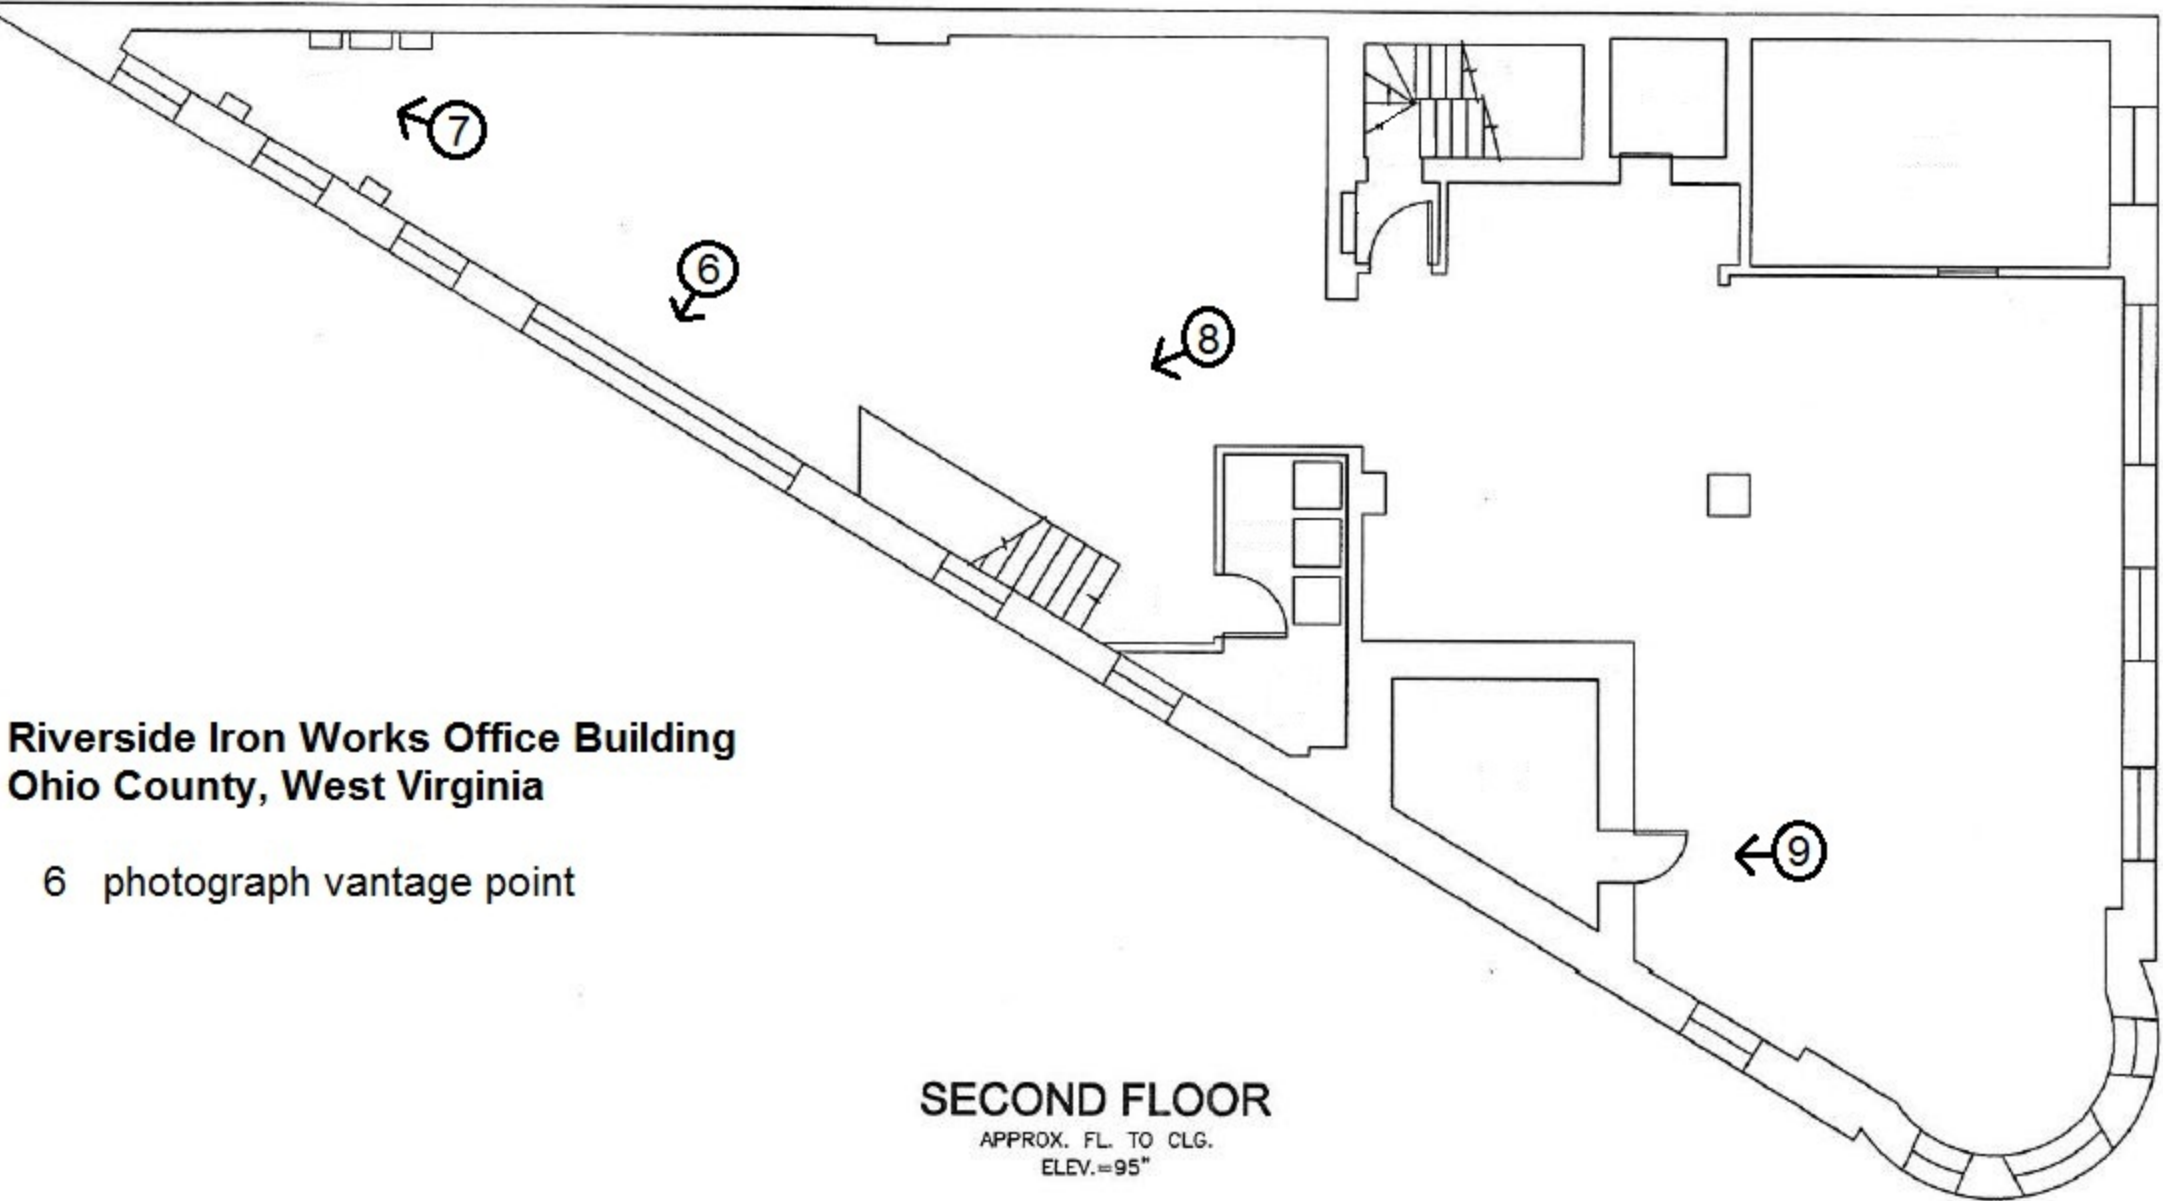 7
6
8
9
Riverside Iron Works Office Building
Ohio County, West Virginia
6 photograph vantage point
SECOND FLOOR
APPROX. FL. TO CLG.
ELEV.=95"